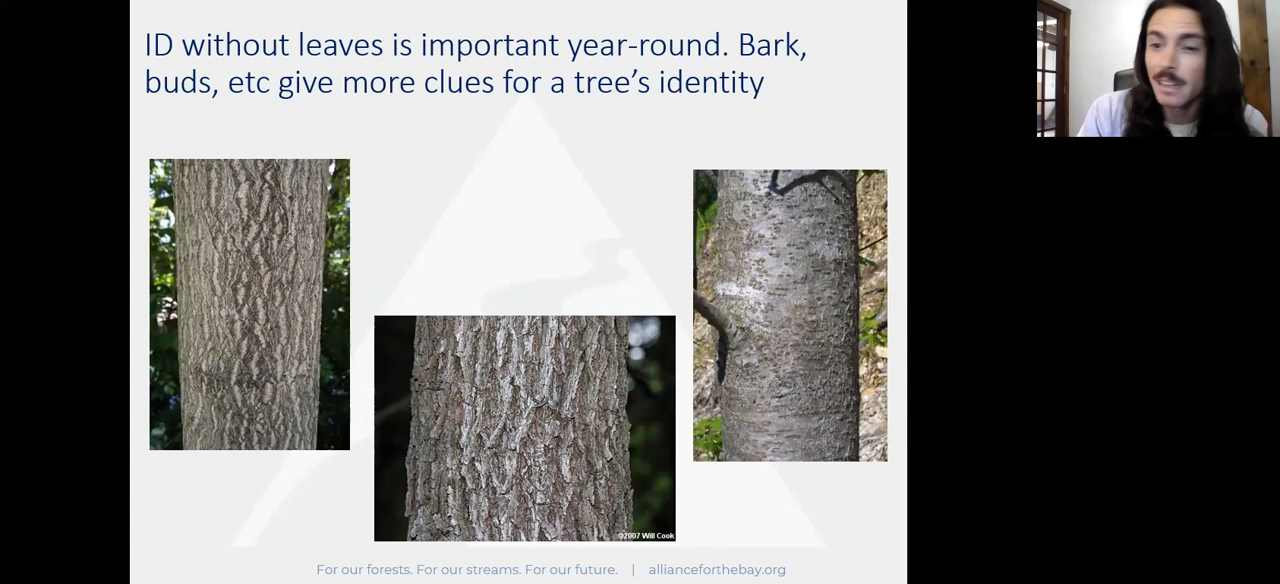 ID without leaves is important year-round. Bark,
buds, etc give more clues for a tree’s identity
©2007 Will Cook
For our forests. For our streams. For our future. | allianceforthebay.org